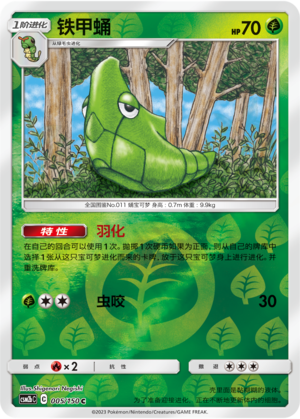 1阶进化
铁甲蛹
HP70
从绿毛虫进化
全国图鉴No.011 蛹宝可梦 身高：0.7m 体重：9.9kg
特性 羽化
在自己的回合可以使用1次，抛掷1次硬币如果为正面，则从自己的牌库中
选择1张从这只宝可梦进化而来的卡牌，放于这只宝可梦身上进行进化。并
重洗牌库。
虫咬 30
弱点 ×2 抗性 撤退
Illus. Shigenori Negishi
CSM2b C G 005/150 C
©2023 Pokémon/Nintendo/Creatures/GAME FREAK.